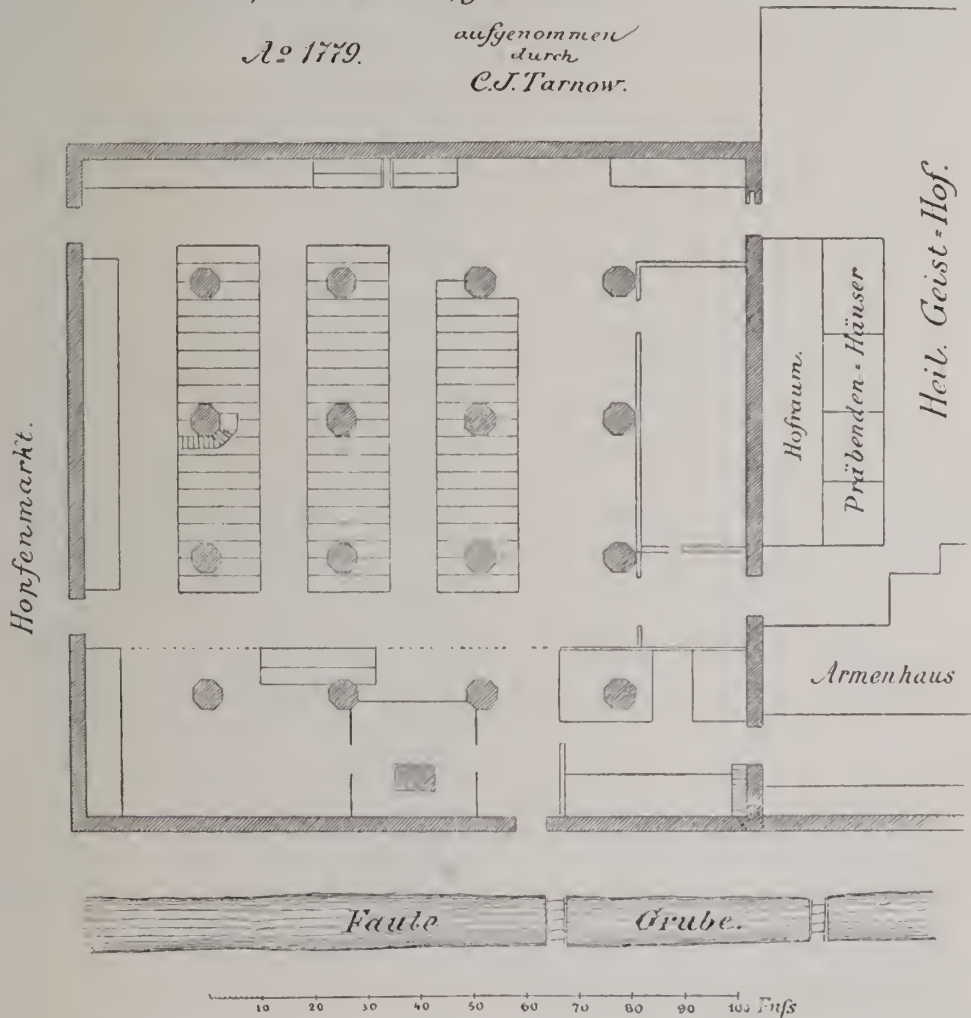 Aº 1779.
aufgenommen
durch
C.J. Tarnow.
Hopfenmarkt.
Hofraum.
Präbenden-Häuser
Heil. Geist-Hof.
Armenhaus
Faule Grube.
10 20 30 40 50 60 70 80 90 100 Fuſs